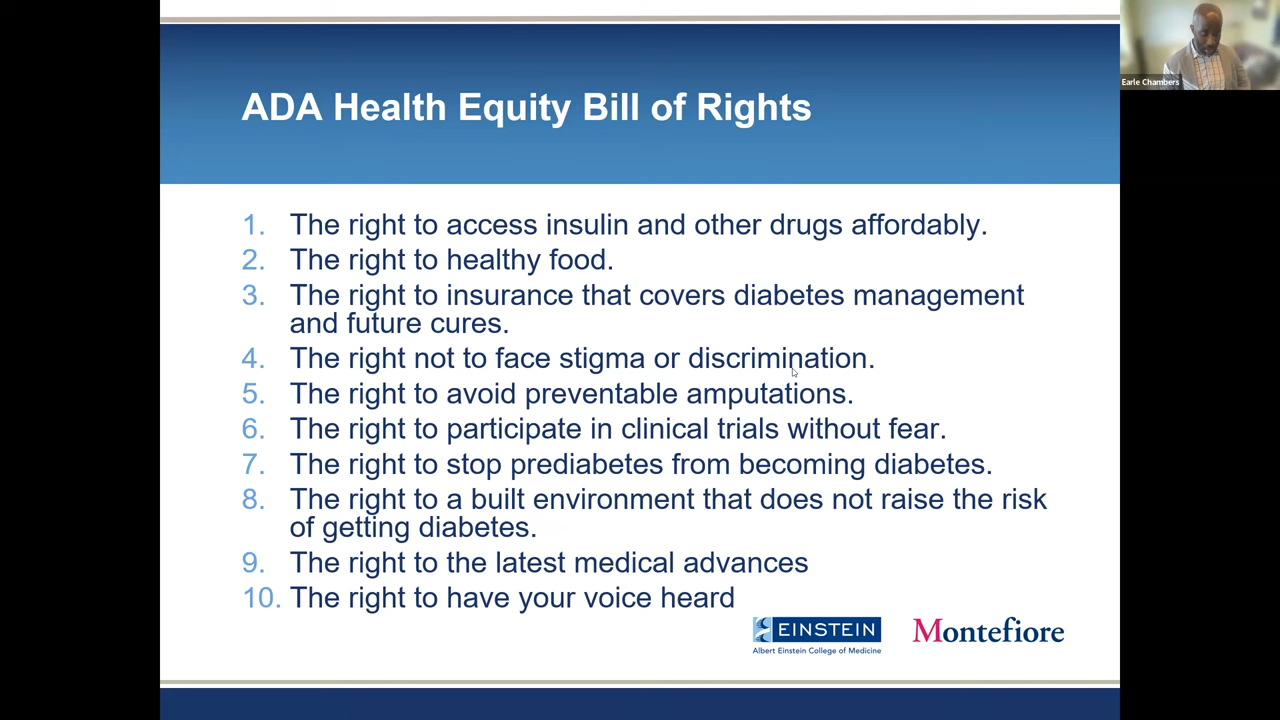 Earle Chambers
ADA Health Equity Bill of Rights
1. The right to access insulin and other drugs affordably.
2. The right to healthy food.
3. The right to insurance that covers diabetes management
and future cures.
4. The right not to face stigma or discrimination.
5. The right to avoid preventable amputations.
6. The right to participate in clinical trials without fear.
7. The right to stop prediabetes from becoming diabetes.
8. The right to a built environment that does not raise the risk
of getting diabetes.
9. The right to the latest medical advances
10. The right to have your voice heard
EINSTEIN
Albert Einstein College of Medicine
Montefiore